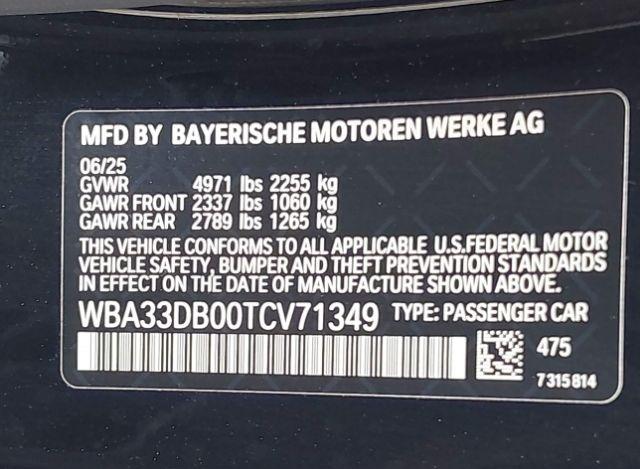 MFD BY BAYERISCHE MOTOREN WERKE AG
06/25
GVWR 4971 lbs 2255 kg
GAWR FRONT 2337 lbs 1060 kg
GAWR REAR 2789 lbs 1265 kg
THIS VEHICLE CONFORMS TO ALL APPLICABLE U.S.FEDERAL MOTOR
VEHICLE SAFETY, BUMPER AND THEFT PREVENTION STANDARDS
IN EFFECT ON THE DATE OF MANUFACTURE SHOWN ABOVE.
WBA33DB00TCV71349 TYPE: PASSENGER CAR
475
7315814